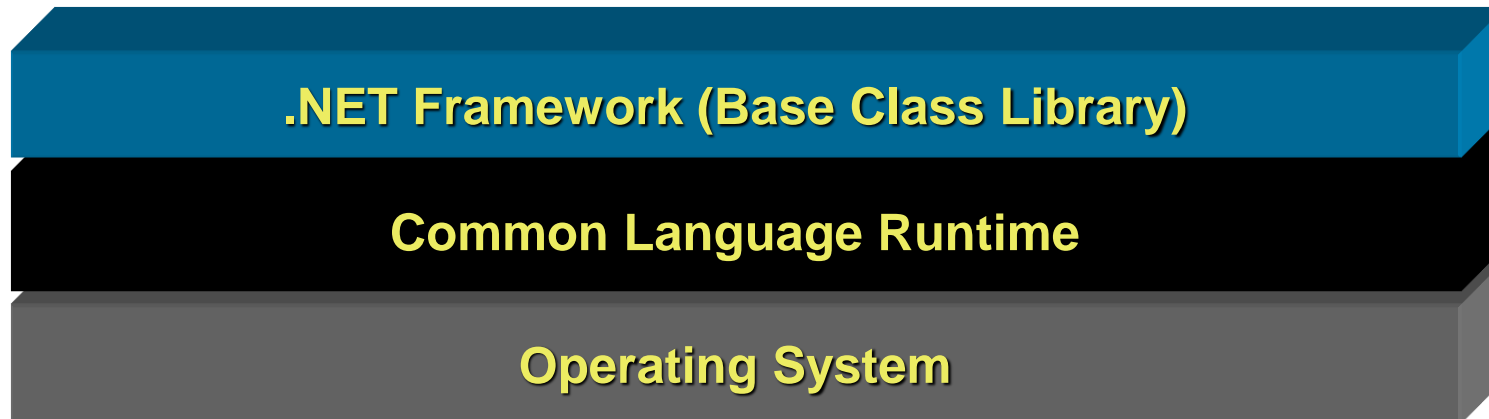 .NET Framework (Base Class Library)
Common Language Runtime
Operating System